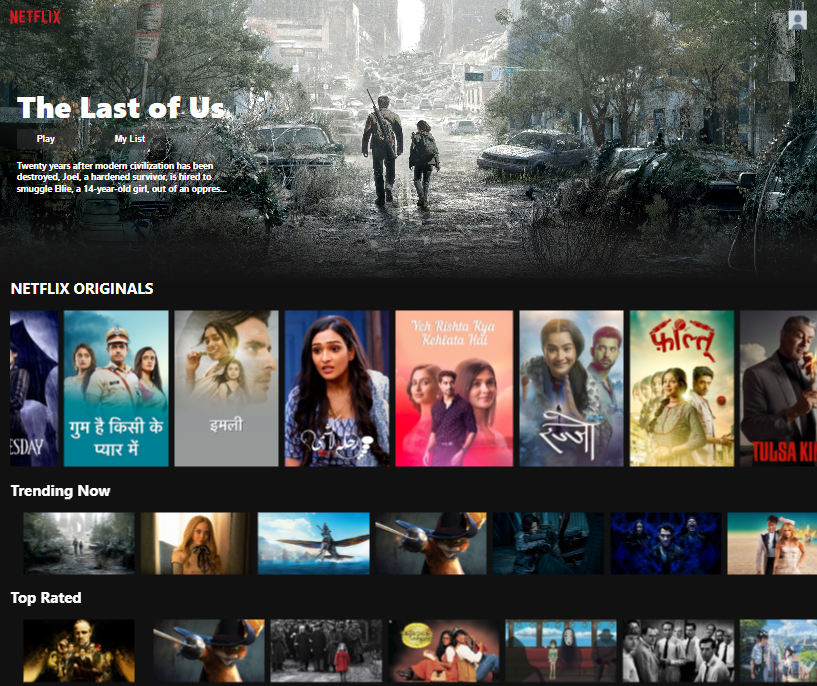 NETFLIX
The Last of Us
Play
My List
Twenty years after modern civilization has been
destroyed, Joel, a hardened survivor, is hired to
smuggle Ellie, a 14-year-old girl, out of an oppres...
NETFLIX ORIGINALS
ESDAY
गुम है किसी के
प्यार में
इमली
Yeh Rishta Kya
Kehlata Hai
रज्जो
फ़ालतू
TULSA KI
Trending Now
Top Rated